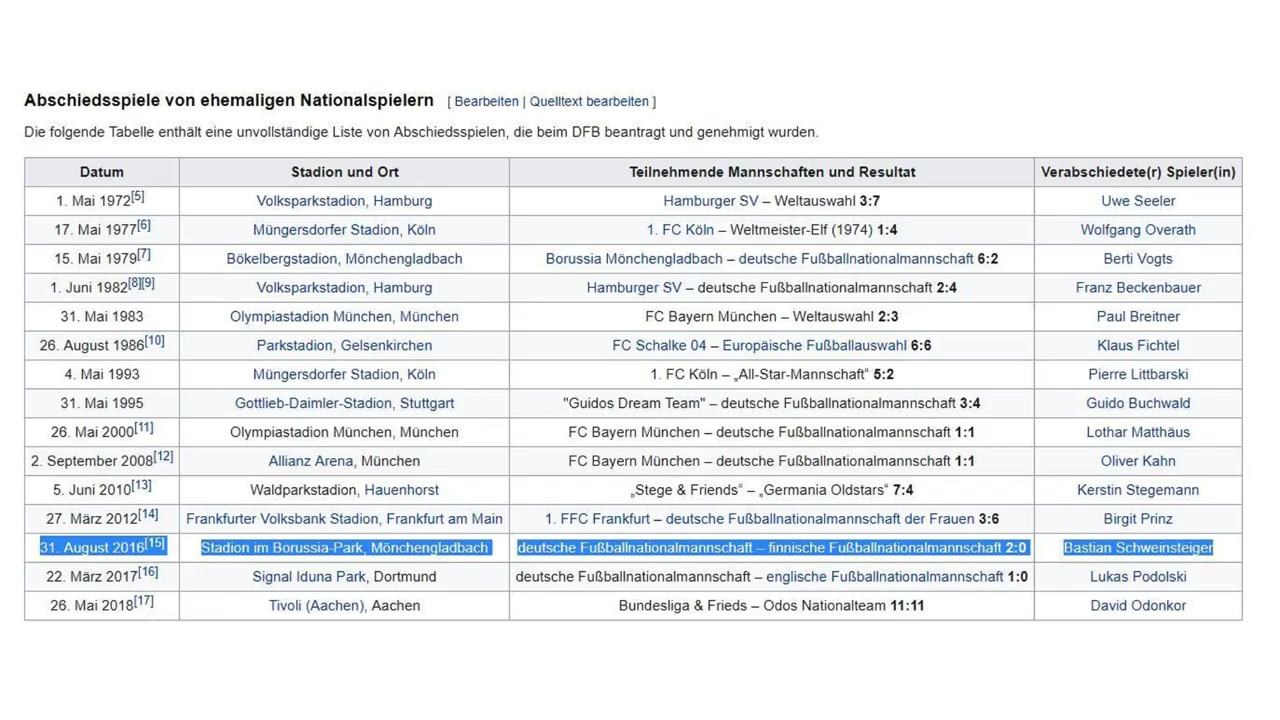 Abschiedsspiele von ehemaligen Nationalspielern [ Bearbeiten | Quelltext bearbeiten ]
Die folgende Tabelle enthält eine unvollständige Liste von Abschiedsspielen, die beim DFB beantragt und genehmigt wurden.
Datum Stadion und Ort Teilnehmende Mannschaften und Resultat Verabschiedete(r) Spieler(in)
1. Mai 1972[5] Volksparkstadion, Hamburg Hamburger SV – Weltauswahl 3:7 Uwe Seeler
17. Mai 1977[6] Müngersdorfer Stadion, Köln 1. FC Köln – Weltmeister-Elf (1974) 1:4 Wolfgang Overath
15. Mai 1979[7] Bökelbergstadion, Mönchengladbach Borussia Mönchengladbach – deutsche Fußballnationalmannschaft 6:2 Berti Vogts
1. Juni 1982[8][9] Volksparkstadion, Hamburg Hamburger SV – deutsche Fußballnationalmannschaft 2:4 Franz Beckenbauer
31. Mai 1983 Olympiastadion München, München FC Bayern München – Weltauswahl 2:3 Paul Breitner
26. August 1986[10] Parkstadion, Gelsenkirchen FC Schalke 04 – Europäische Fußballauswahl 6:6 Klaus Fichtel
4. Mai 1993 Müngersdorfer Stadion, Köln 1. FC Köln – „All-Star-Mannschaft“ 5:2 Pierre Littbarski
31. Mai 1995 Gottlieb-Daimler-Stadion, Stuttgart "Guidos Dream Team" – deutsche Fußballnationalmannschaft 3:4 Guido Buchwald
26. Mai 2000[11] Olympiastadion München, München FC Bayern München – deutsche Fußballnationalmannschaft 1:1 Lothar Matthäus
2. September 2008[12] Allianz Arena, München FC Bayern München – deutsche Fußballnationalmannschaft 1:1 Oliver Kahn
5. Juni 2010[13] Waldparkstadion, Hauenhorst „Stege & Friends“ – „Germania Oldstars“ 7:4 Kerstin Stegemann
27. März 2012[14] Frankfurter Volksbank Stadion, Frankfurt am Main 1. FFC Frankfurt – deutsche Fußballnationalmannschaft der Frauen 3:6 Birgit Prinz
31. August 2016[15] Stadion im Borussia-Park, Mönchengladbach deutsche Fußballnationalmannschaft – finnische Fußballnationalmannschaft 2:0 Bastian Schweinsteiger
22. März 2017[16] Signal Iduna Park, Dortmund deutsche Fußballnationalmannschaft – englische Fußballnationalmannschaft 1:0 Lukas Podolski
26. Mai 2018[17] Tivoli (Aachen), Aachen Bundesliga & Frieds – Odos Nationalteam 11:11 David Odonkor